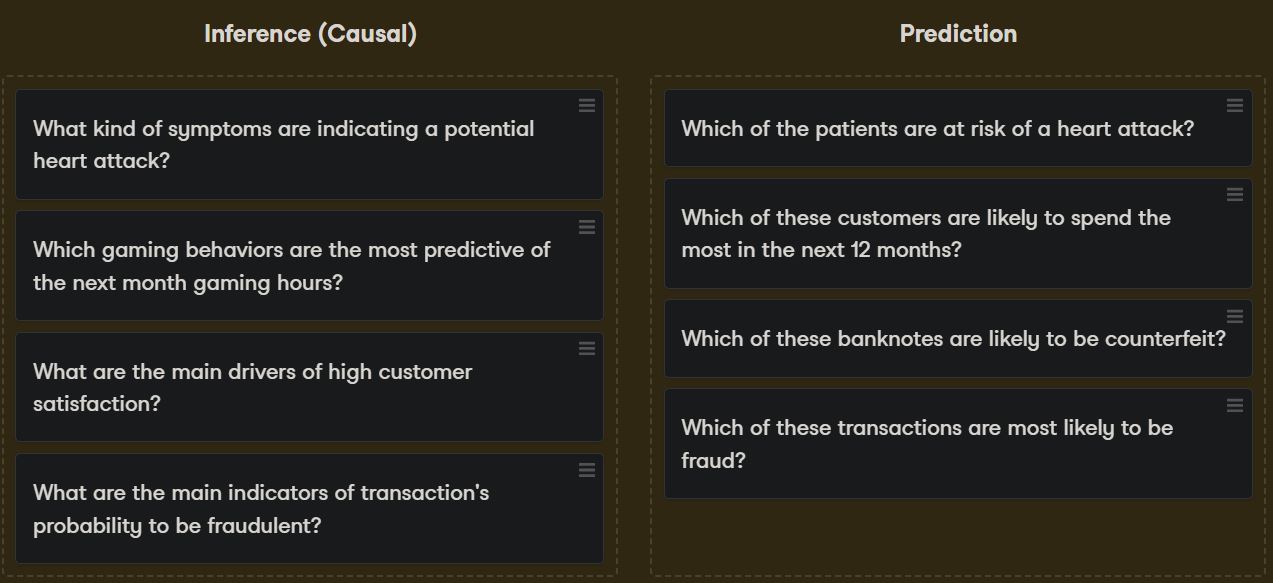 Inference (Causal)
What kind of symptoms are indicating a potential
heart attack?
Which gaming behaviors are the most predictive of
the next month gaming hours?
What are the main drivers of high customer
satisfaction?
What are the main indicators of transaction's
probability to be fraudulent?
Prediction
Which of the patients are at risk of a heart attack?
Which of these customers are likely to spend the
most in the next 12 months?
Which of these banknotes are likely to be counterfeit?
Which of these transactions are most likely to be
fraud?